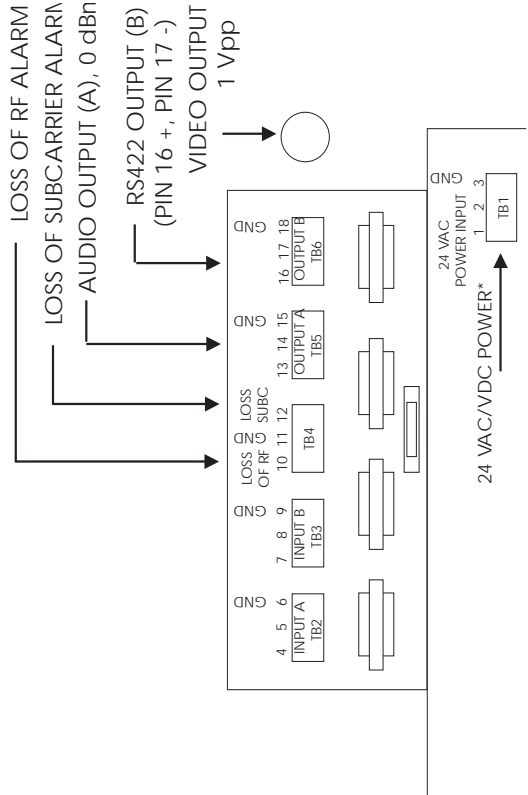 LOSS OF RF ALARM
LOSS OF SUBCARRIER ALARM
AUDIO OUTPUT (A), 0 dBm
RS422 OUTPUT (B)
(PIN 16 +, PIN 17 -)
VIDEO OUTPUT
1 Vpp
GND GND LOSS OF RF GND LOSS SUBC GND GND
4 5 6 7 8 9 10 11 12 13 14 15 16 17 18
INPUT A INPUT B OUTPUT A OUTPUT B
TB2 TB3 TB4 TB5 TB6
24 VAC
POWER INPUT
GND
1 2 3
TB1
24 VAC/VDC POWER*